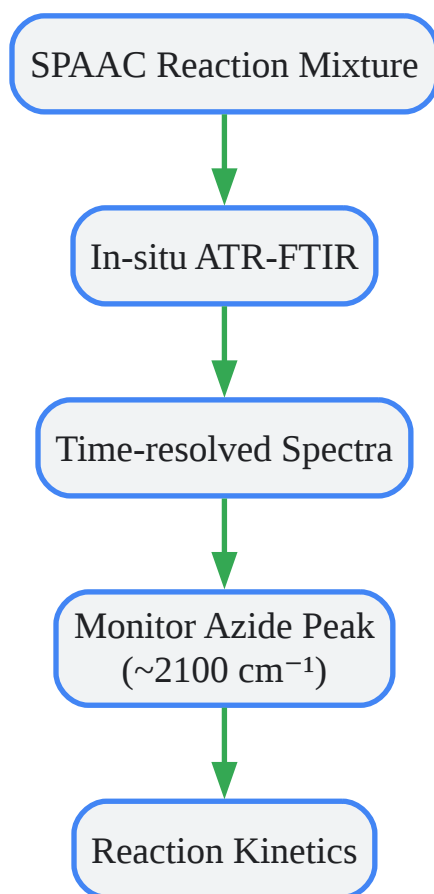 SPAAC Reaction Mixture
In-situ ATR-FTIR
Time-resolved Spectra
Monitor Azide Peak
(~2100 cm⁻¹)
Reaction Kinetics